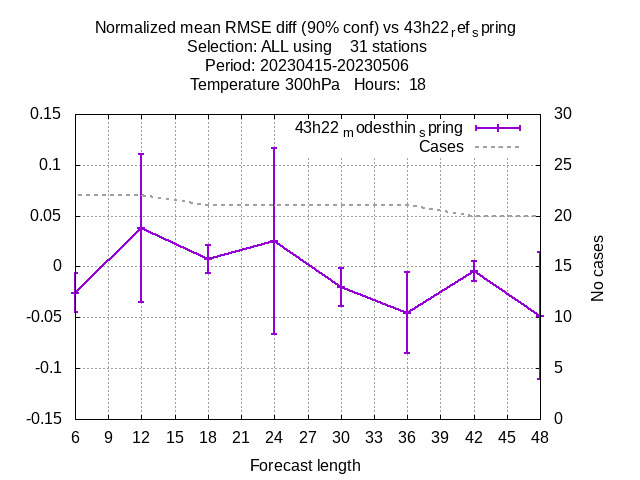 Normalized mean RMSE diff (90% conf) vs 43h22refspring
Selection: ALL using 31 stations
Period: 20230415-20230506
Temperature 300hPa Hours: 18
43h22modesthinspring
Cases
0.15
0.1
0.05
0
-0.05
-0.1
-0.15
30
25
20
15
10
5
0
No cases
6 9 12 15 18 21 24 27 30 33 36 39 42 45 48
Forecast length